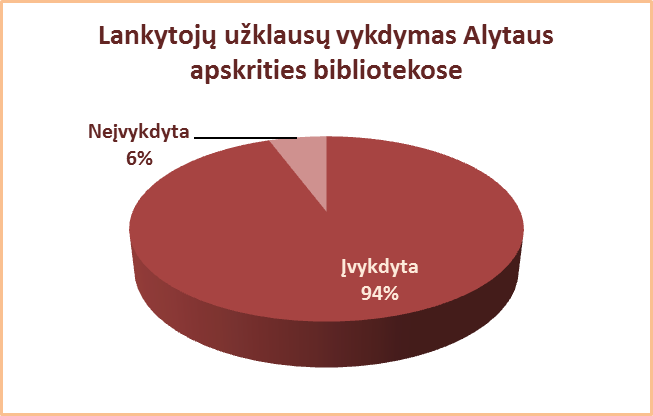 Lankytojų užklausų vykdymas Alytaus
apskrities bibliotekose
Neįvykdyta
6%
Įvykdyta
94%